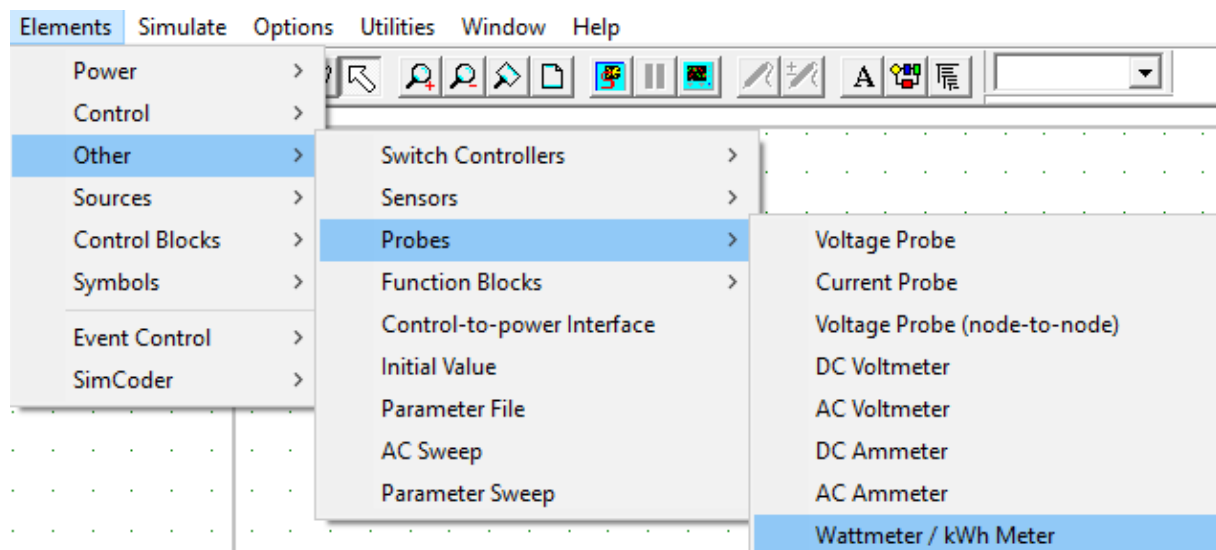 Elements Simulate Options Utilities Window Help
Power
Control
Other
Sources
Control Blocks
Symbols
Event Control
SimCoder
A
Switch Controllers
Sensors
Probes
Function Blocks
Control-to-power Interface
Initial Value
Parameter File
AC Sweep
Parameter Sweep
Voltage Probe
Current Probe
Voltage Probe (node-to-node)
DC Voltmeter
AC Voltmeter
DC Ammeter
AC Ammeter
Wattmeter / kWh Meter